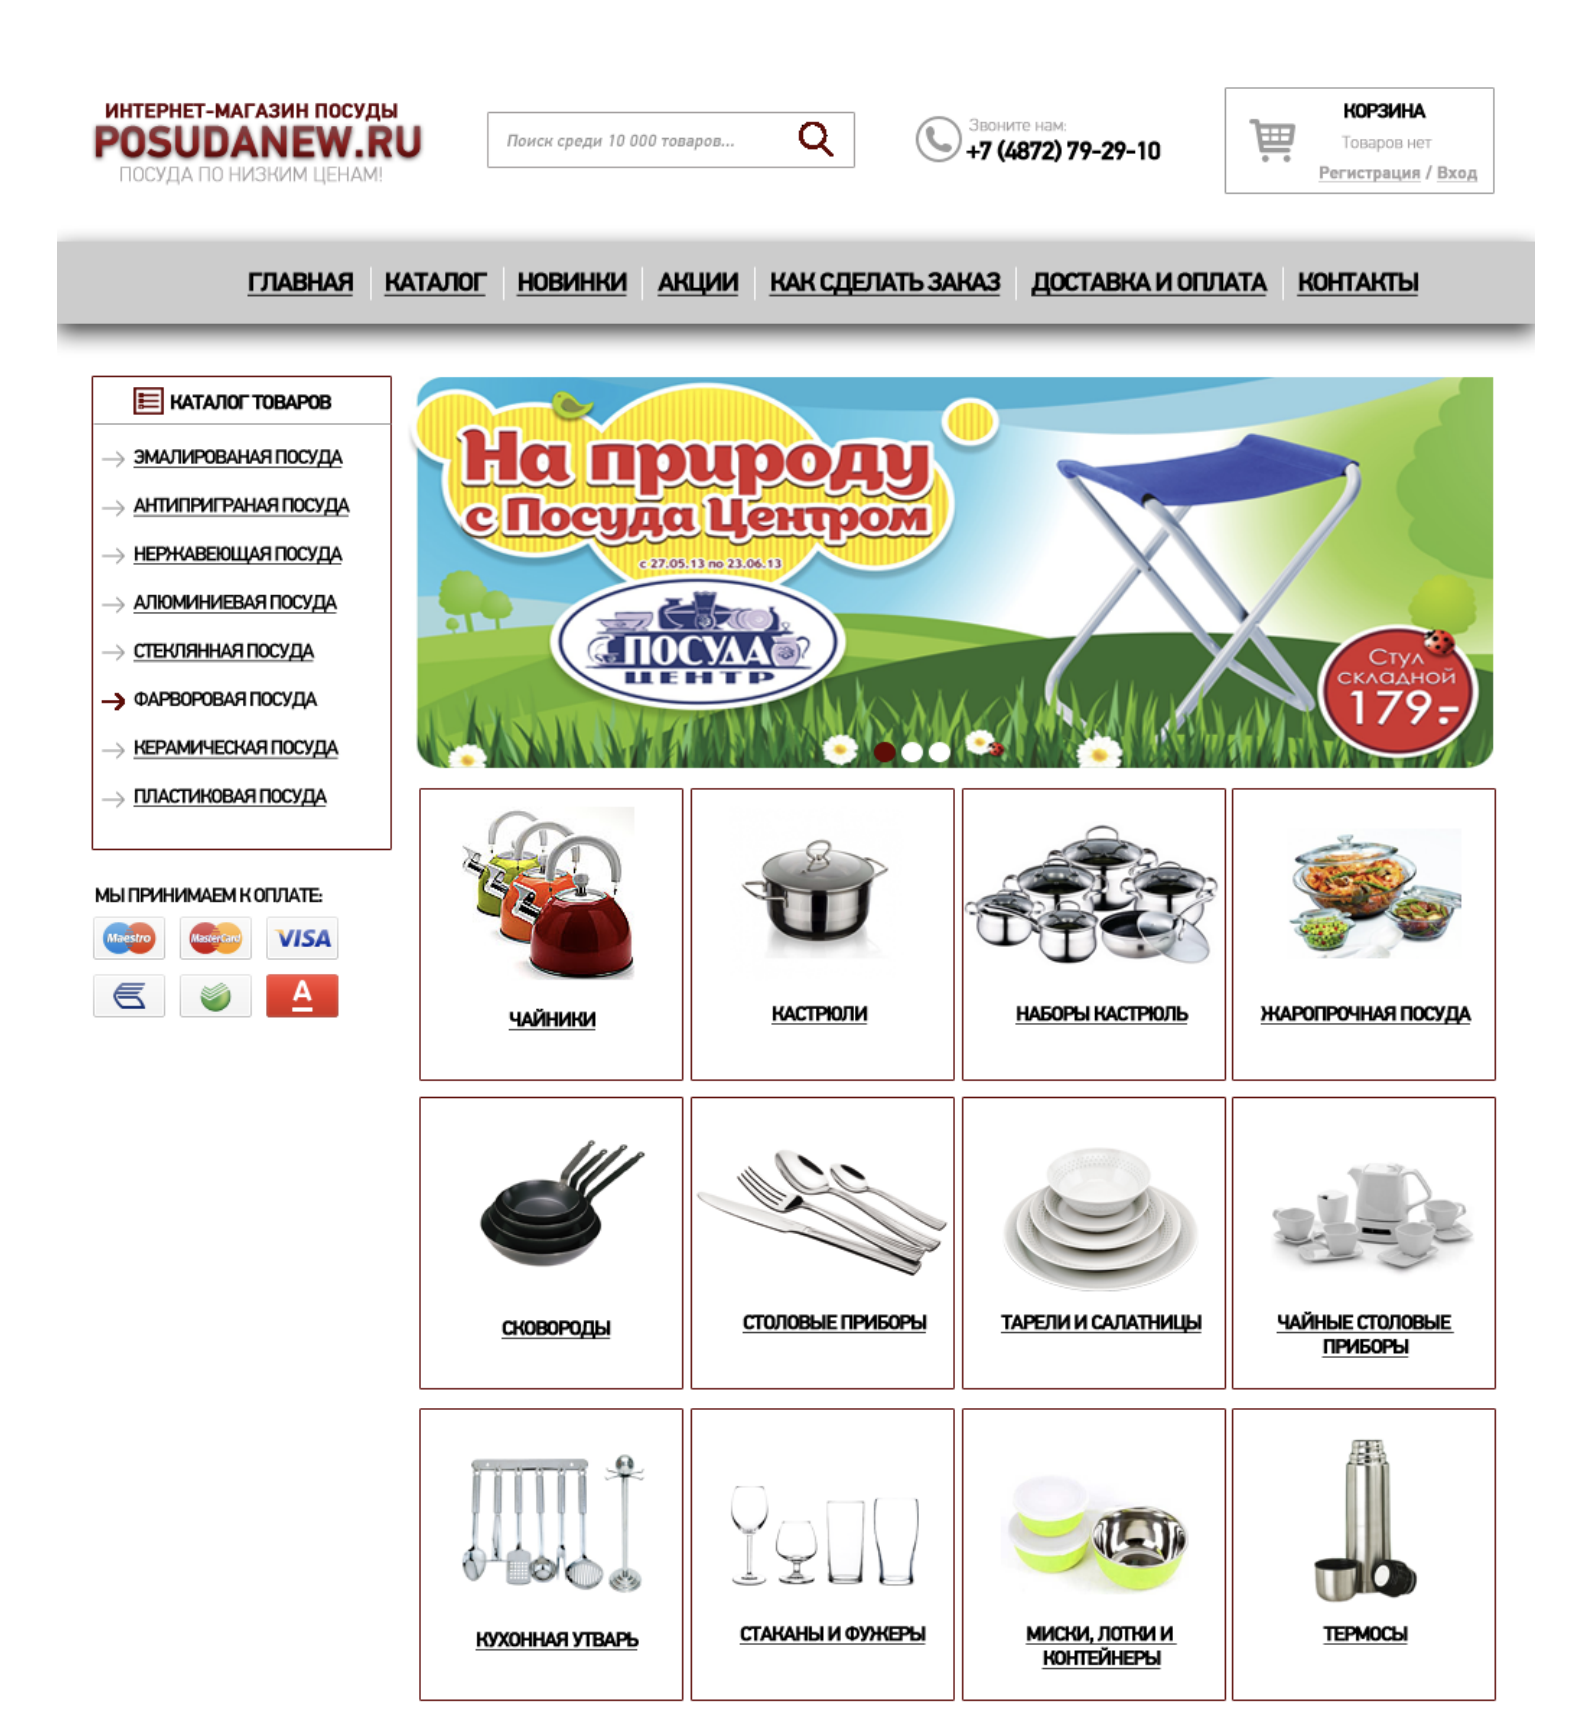 ИНТЕРНЕТ-МАГАЗИН ПОСУДЫ
POSUDANEW.RU
ПОСУДА ПО НИЗКИМ ЦЕНАМ!
Поиск среди 10 000 товаров...
Звоните нам:
+7 (4872) 79-29-10
КОРЗИНА
Товаров нет
Регистрация / Вход
ГЛАВНАЯ КАТАЛОГ НОВИНКИ АКЦИИ КАК СДЕЛАТЬ ЗАКАЗ ДОСТАВКА И ОПЛАТА КОНТАКТЫ
КАТАЛОГ ТОВАРОВ
ЭМАЛИРОВАНАЯ ПОСУДА
АНТИПРИГРАНАЯ ПОСУДА
НЕРЖАВЕЮЩАЯ ПОСУДА
АЛЮМИНИЕВАЯ ПОСУДА
СТЕКЛЯННАЯ ПОСУДА
ФАРВОРОВАЯ ПОСУДА
КЕРАМИЧЕСКАЯ ПОСУДА
ПЛАСТИКОВАЯ ПОСУДА
МЫ ПРИНИМАЕМ К ОПЛАТЕ:
Maestro MasterCard VISA
А
На природу
с Посуда Центром
с 27.05.13 по 23.06.13
ПОСУДА
ЦЕНТР
Стул
складной
179.-
ЧАЙНИКИ
КАСТРЮЛИ
НАБОРЫ КАСТРЮЛЬ
ЖАРОПРОЧНАЯ ПОСУДА
СКОВОРОДЫ
СТОЛОВЫЕ ПРИБОРЫ
ТАРЕЛИ И САЛАТНИЦЫ
ЧАЙНЫЕ СТОЛОВЫЕ
ПРИБОРЫ
КУХОННАЯ УТВАРЬ
СТАКАНЫ И ФУЖЕРЫ
МИСКИ, ЛОТКИ И
КОНТЕЙНЕРЫ
ТЕРМОСЫ